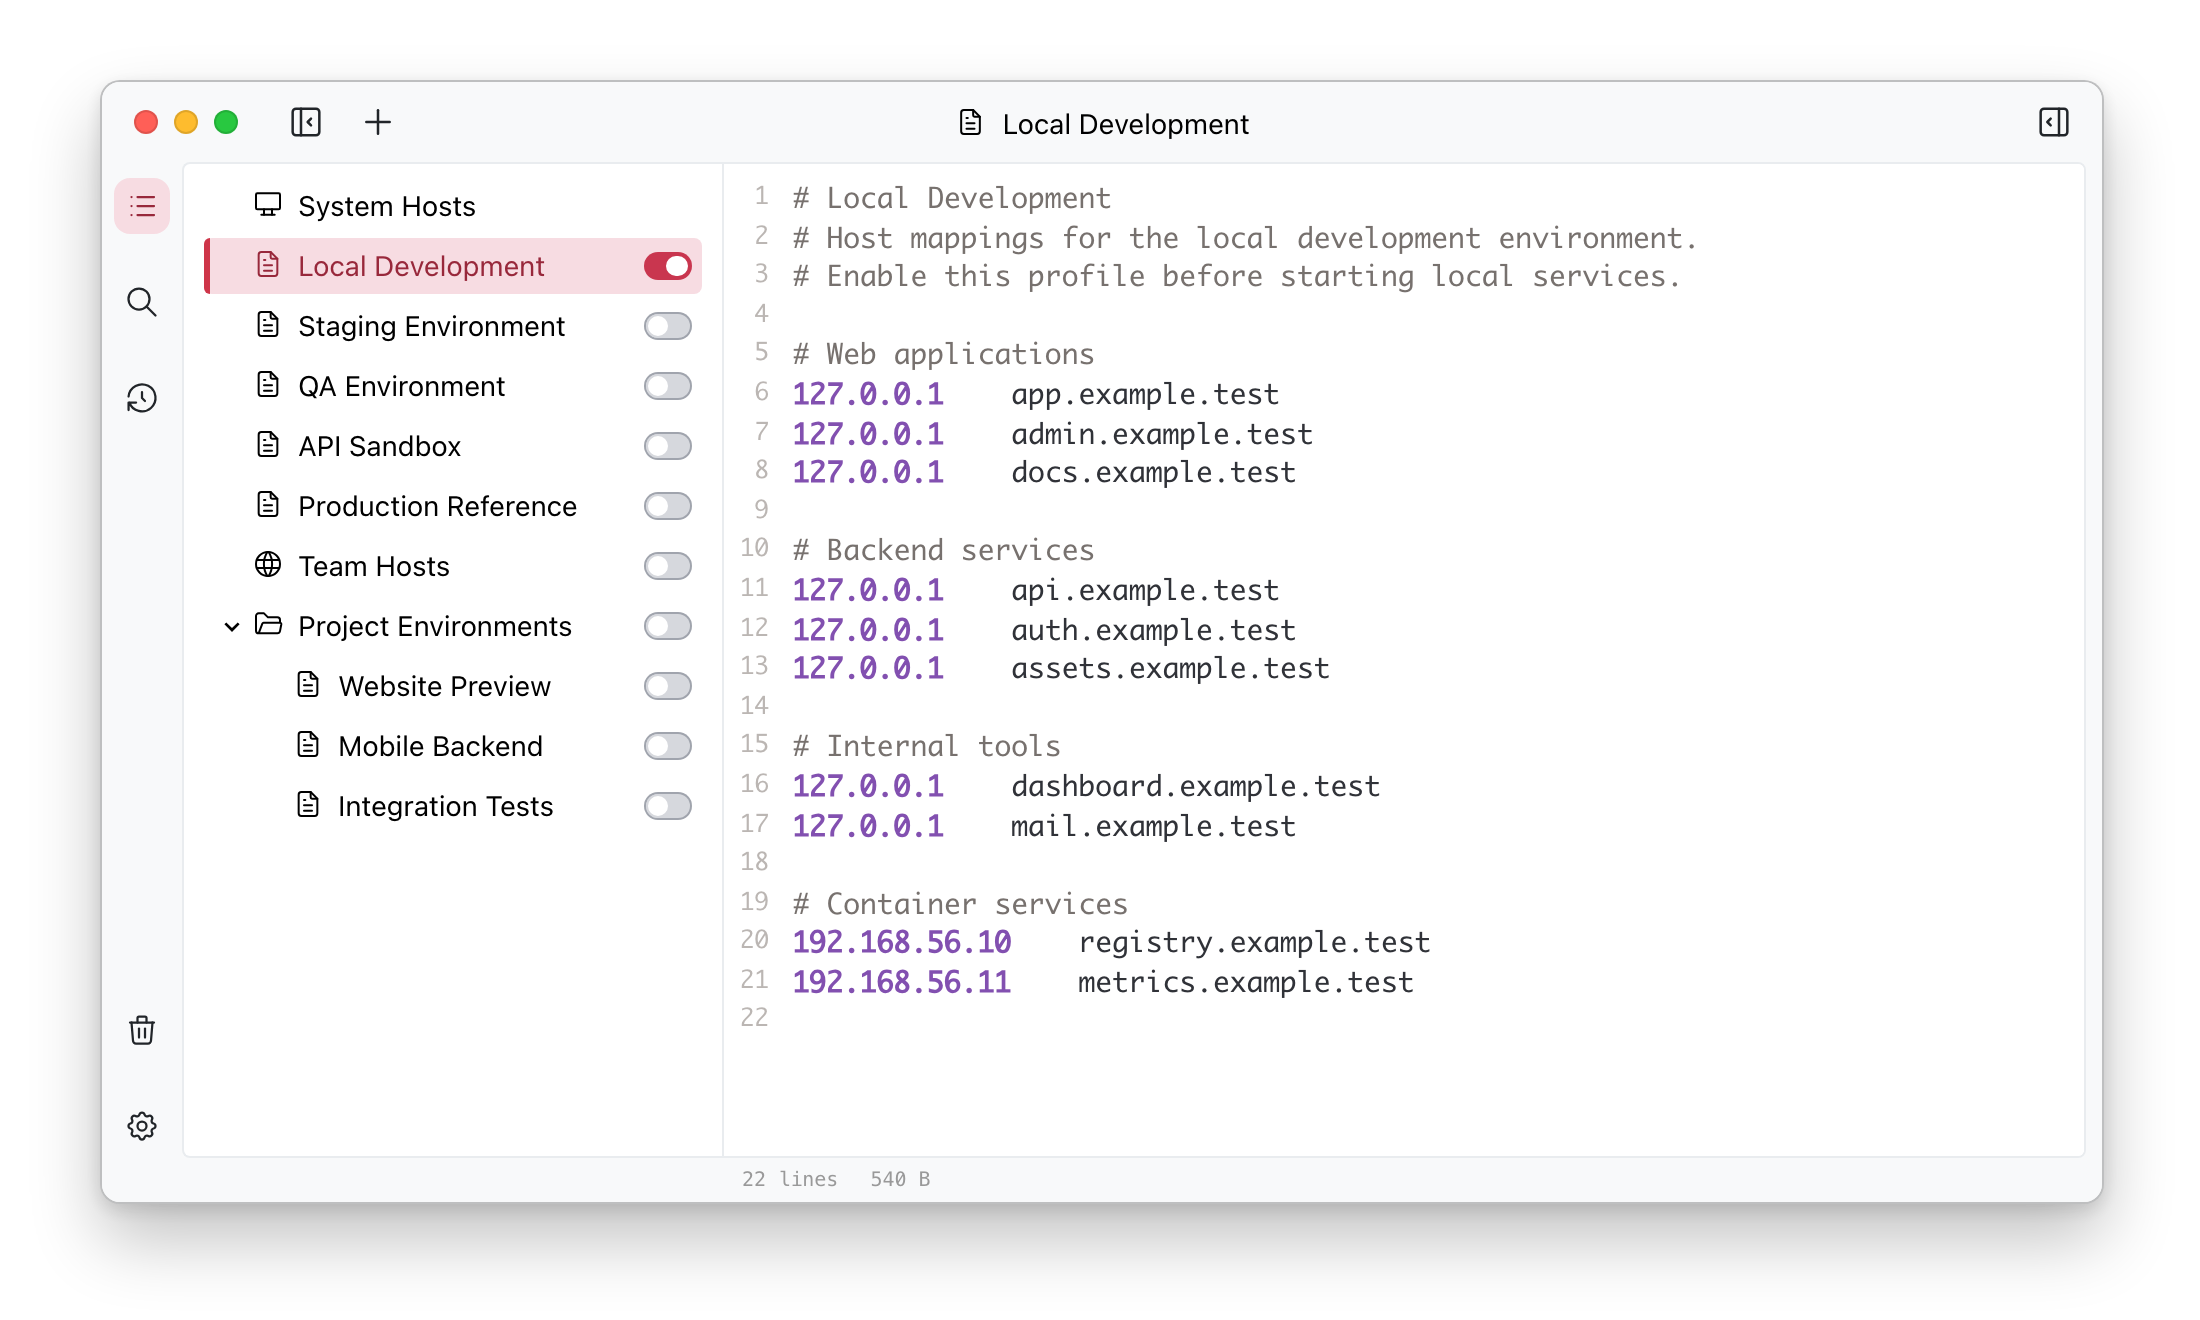 Local Development
System Hosts
Local Development
Staging Environment
QA Environment
API Sandbox
Production Reference
Team Hosts
Project Environments
Website Preview
Mobile Backend
Integration Tests
1 # Local Development
2 # Host mappings for the local development environment.
3 # Enable this profile before starting local services.
4
5 # Web applications
6 127.0.0.1    app.example.test
7 127.0.0.1    admin.example.test
8 127.0.0.1    docs.example.test
9
10 # Backend services
11 127.0.0.1    api.example.test
12 127.0.0.1    auth.example.test
13 127.0.0.1    assets.example.test
14
15 # Internal tools
16 127.0.0.1    dashboard.example.test
17 127.0.0.1    mail.example.test
18
19 # Container services
20 192.168.56.10    registry.example.test
21 192.168.56.11    metrics.example.test
22
22 lines   540 B